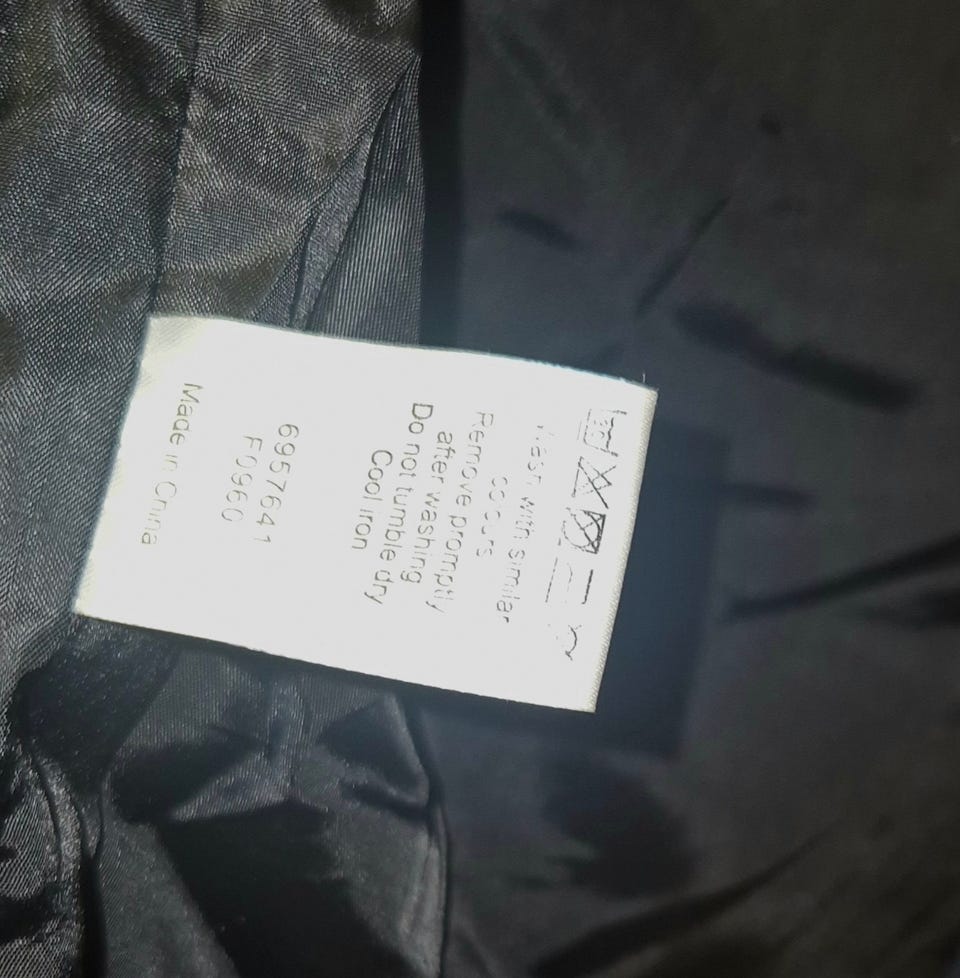 Wash with similar
colours
Remove promptly
after washing
Do not tumble dry
Cool iron
6957641
F0960
Made in China